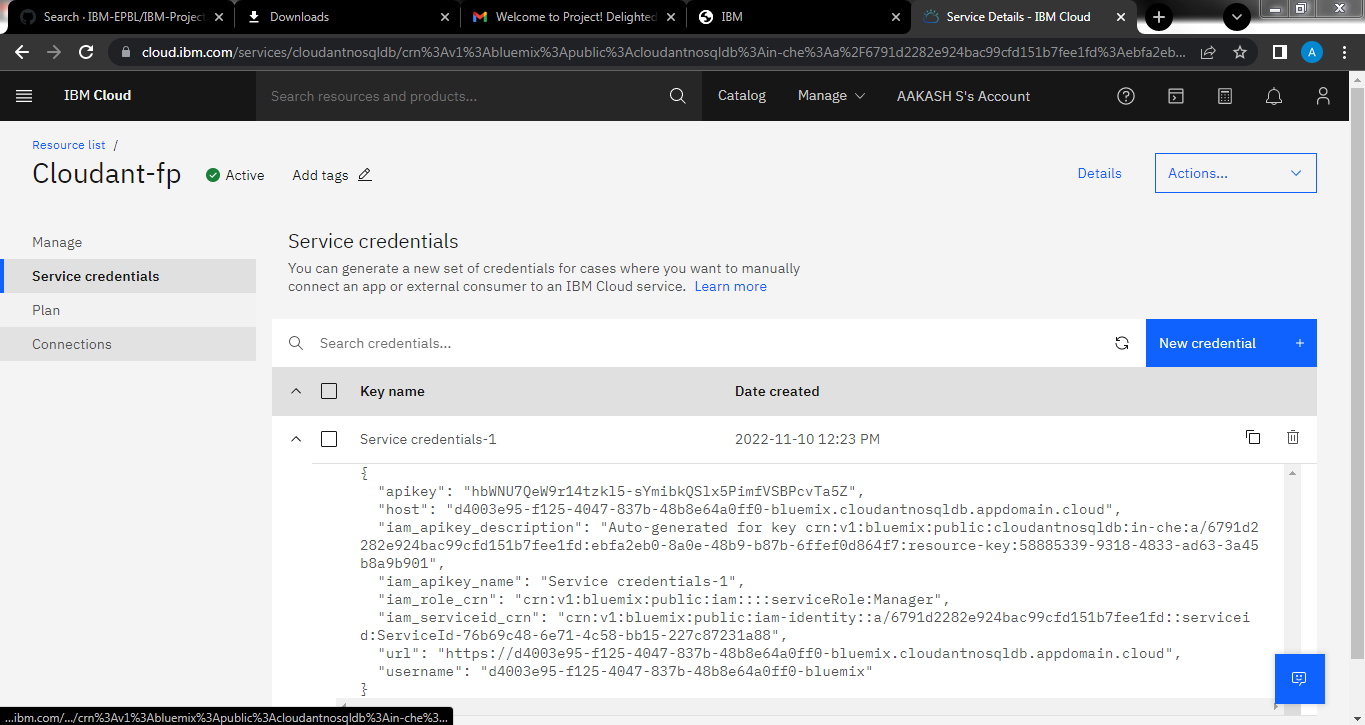 Search · IBM-EPBL/IBM-Project
Downloads
Welcome to Project! Delighted
IBM
Service Details - IBM Cloud
cloud.ibm.com/services/cloudantnosqldb/crn%3Av1%3Abluemix%3Apublic%3Acloudantnosqldb%3Ain-che%3Aa%2F6791d2282e924bac99cfd151b7fee1fd%3Aebfa2eb...
A
IBM Cloud
Search resources and products...
Catalog
Manage
AAKASH S's Account
Resource list /
Cloudant-fp
Active
Add tags
Details
Actions...
Manage
Service credentials
Plan
Connections
Service credentials
You can generate a new set of credentials for cases where you want to manually
connect an app or external consumer to an IBM Cloud service. Learn more
Search credentials...
New credential +
Key name
Date created
Service credentials-1
2022-11-10 12:23 PM
{
"apikey": "hbWNU7QeW9r14tzkl5-sYmibkQSlx5PimfVSBPcvTa5Z",
"host": "d4003e95-f125-4047-837b-48b8e64a0ff0-bluemix.cloudantnosqldb.appdomain.cloud",
"iam_apikey_description": "Auto-generated for key crn:v1:bluemix:public:cloudantnosqldb:in-che:a/6791d2
282e924bac99cfd151b7fee1fd:ebfa2eb0-8a0e-48b9-b87b-6ffef0d864f7:resource-key:58885339-9318-4833-ad63-3a45
b8a9b901",
"iam_apikey_name": "Service credentials-1",
"iam_role_crn": "crn:v1:bluemix:public:iam::::serviceRole:Manager",
"iam_serviceid_crn": "crn:v1:bluemix:public:iam-identity::a/6791d2282e924bac99cfd151b7fee1fd::servicei
d:ServiceId-76b69c48-6e71-4c58-bb15-227c87231a88",
"url": "https://d4003e95-f125-4047-837b-48b8e64a0ff0-bluemix.cloudantnosqldb.appdomain.cloud",
"username": "d4003e95-f125-4047-837b-48b8e64a0ff0-bluemix"
}
...ibm.com/.../crn%3Av1%3Abluemix%3Apublic%3Acloudantnosqldb%3Ain-che%3...